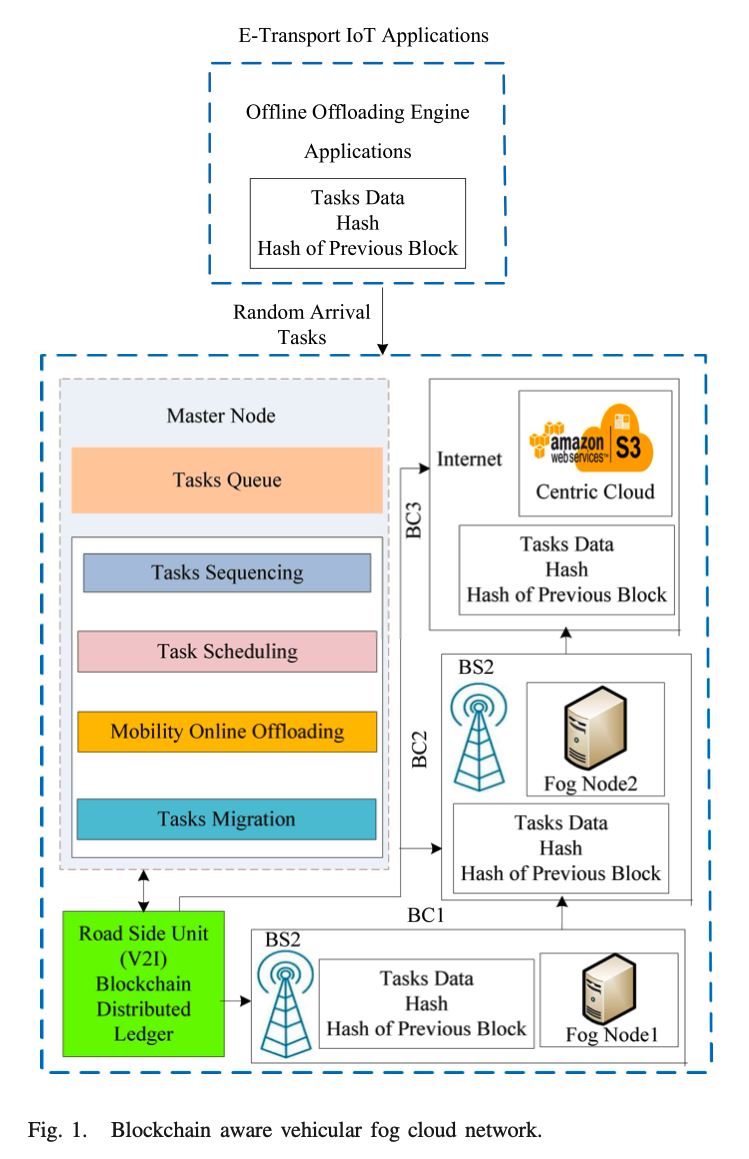 E-Transport IoT Applications
Offline Offloading Engine
Applications
Tasks Data
Hash
Hash of Previous Block
Random Arrival
Tasks
Master Node
Tasks Queue
Tasks Sequencing
Task Scheduling
Mobility Online Offloading
Tasks Migration
Internet
amazon
webservices™
S3
Centric Cloud
BC3
Tasks Data
Hash
Hash of Previous Block
BS2
BC2
Fog Node2
Tasks Data
Hash
Hash of Previous Block
BC1
Road Side Unit
(V2I)
Blockchain
Distributed
Ledger
BS2
Tasks Data
Hash
Hash of Previous Block
Fog Node1
Fig. 1. Blockchain aware vehicular fog cloud network.